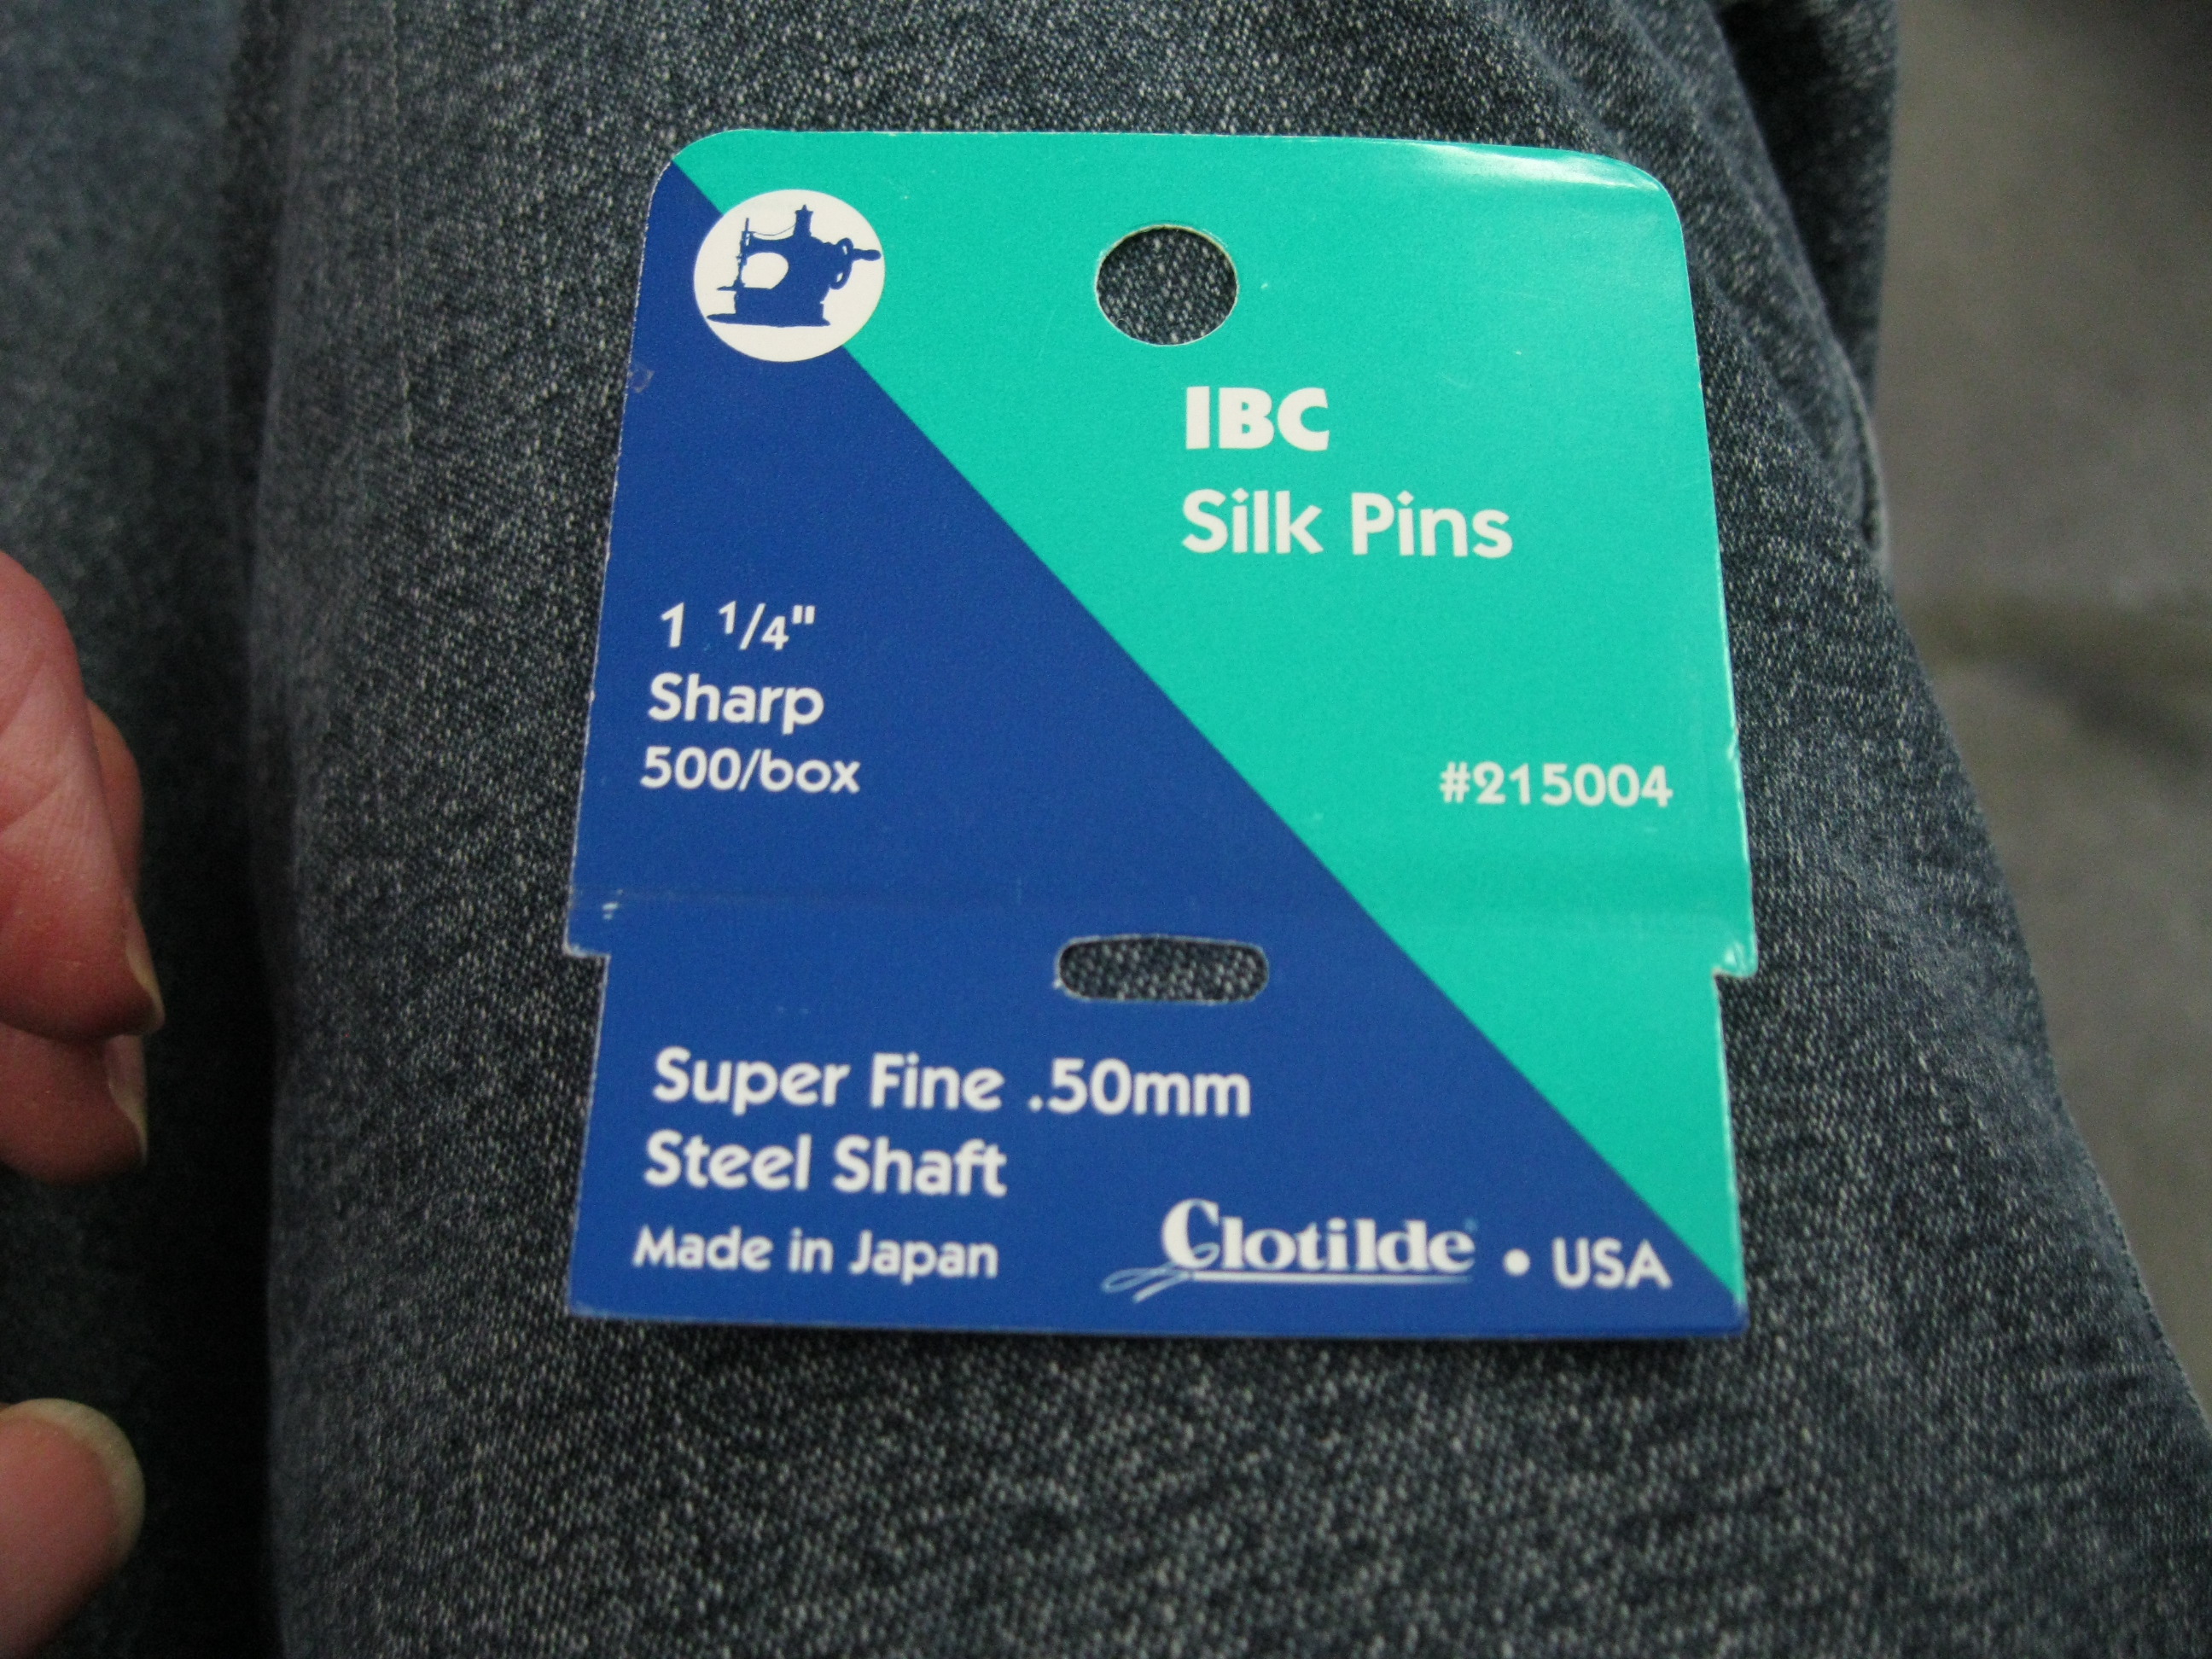 IBC
Silk Pins
1 1/4"
Sharp
500/box
#215004
Super Fine .50mm
Steel Shaft
Made in Japan
Clotilde® • USA